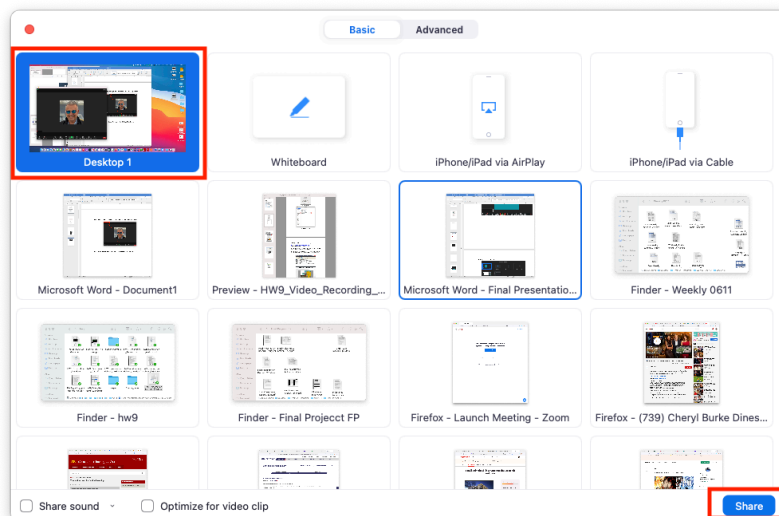 Basic
Advanced
Desktop 1
Whiteboard
iPhone/iPad via AirPlay
iPhone/iPad via Cable
Microsoft Word - Document1
Preview - HW9_Video_Recording_...
Microsoft Word - Final Presentatio...
Finder - Weekly 0611
Finder - hw9
Finder - Final Projecct FP
Firefox - Launch Meeting - Zoom
Firefox - (739) Cheryl Burke Dines...
Share sound
Optimize for video clip
Share